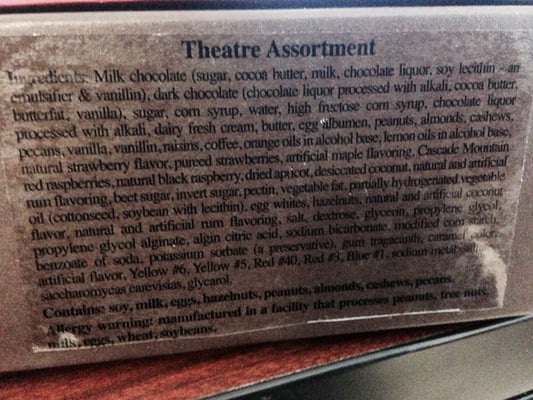 Theatre Assortment
Ingredients: Milk chocolate (sugar, cocoa butter, milk, chocolate liquor, soy lecithin - an
emulsifier & vanillin), dark chocolate (chocolate liquor processed with alkali, cocoa butter,
butterfat, vanilla), sugar, corn syrup, water, high fructose corn syrup, chocolate liquor
processed with alkali, dairy fresh cream, butter, egg albumen, peanuts, almonds, cashews,
pecans, vanilla, vanillin, raisins, coffee, orange oils in alcohol base, lemon oils in alcohol base,
natural strawberry flavor, pureed strawberries, artificial maple flavoring, Cascade Mountain
red raspberries, natural black raspberry, dried apricot, desiccated coconut, natural and artificial
rum flavoring, beet sugar, invert sugar, pectin, vegetable fat, partially hydrogenated vegetable
oil (cottonseed, soybean with lecithin), egg whites, hazelnuts, natural and artificial coconut
flavor, natural and artificial rum flavoring, salt, dextrose, glycerin, propylene glycol,
propylene glycol alginate, algin citric acid, sodium bicarbonate, modified corn starch,
benzoate of soda, potassium sorbate (a preservative), gum tragacanth, caramel color,
artificial flavor, Yellow #6, Yellow #5, Red #40, Red #3, Blue #1, sodium
saccharomyces carevisias, glycarol.
Contains: soy, milk, eggs, hazelnuts, peanuts, almonds, cashews, pecans.
Allergy warning: manufactured in a facility that processes peanuts, tree nuts,
milk, eggs, wheat, soybeans.